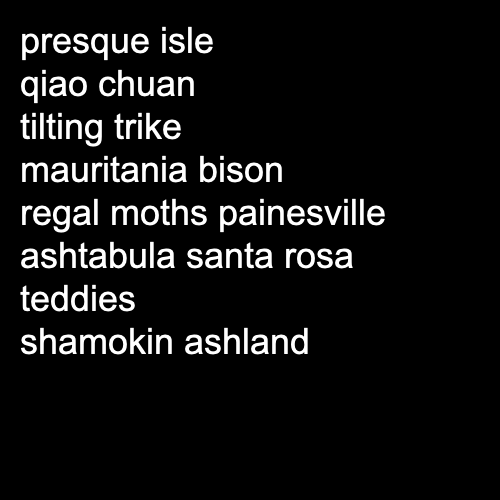 presque isle
qiao chuan
tilting trike
mauritania bison
regal moths painesville
ashtabula santa rosa
teddies
shamokin ashland